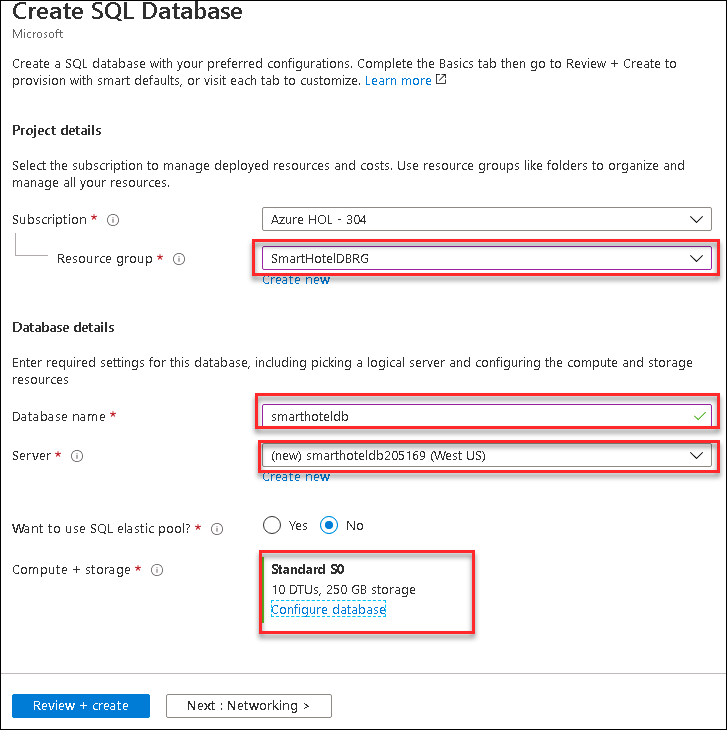 Create SQL Database
Microsoft
Create a SQL database with your preferred configurations. Complete the Basics tab then go to Review + Create to
provision with smart defaults, or visit each tab to customize. Learn more
Project details
Select the subscription to manage deployed resources and costs. Use resource groups like folders to organize and
manage all your resources.
Subscription * Azure HOL - 304
Resource group * SmartHotelDBRG
Create new
Database details
Enter required settings for this database, including picking a logical server and configuring the compute and storage
resources
Database name * smarthoteldb
Server * (new) smarthoteldb205169 (West US)
Create new
Want to use SQL elastic pool? * Yes No
Compute + storage * Standard S0
10 DTUs, 250 GB storage
Configure database
Review + create Next : Networking >